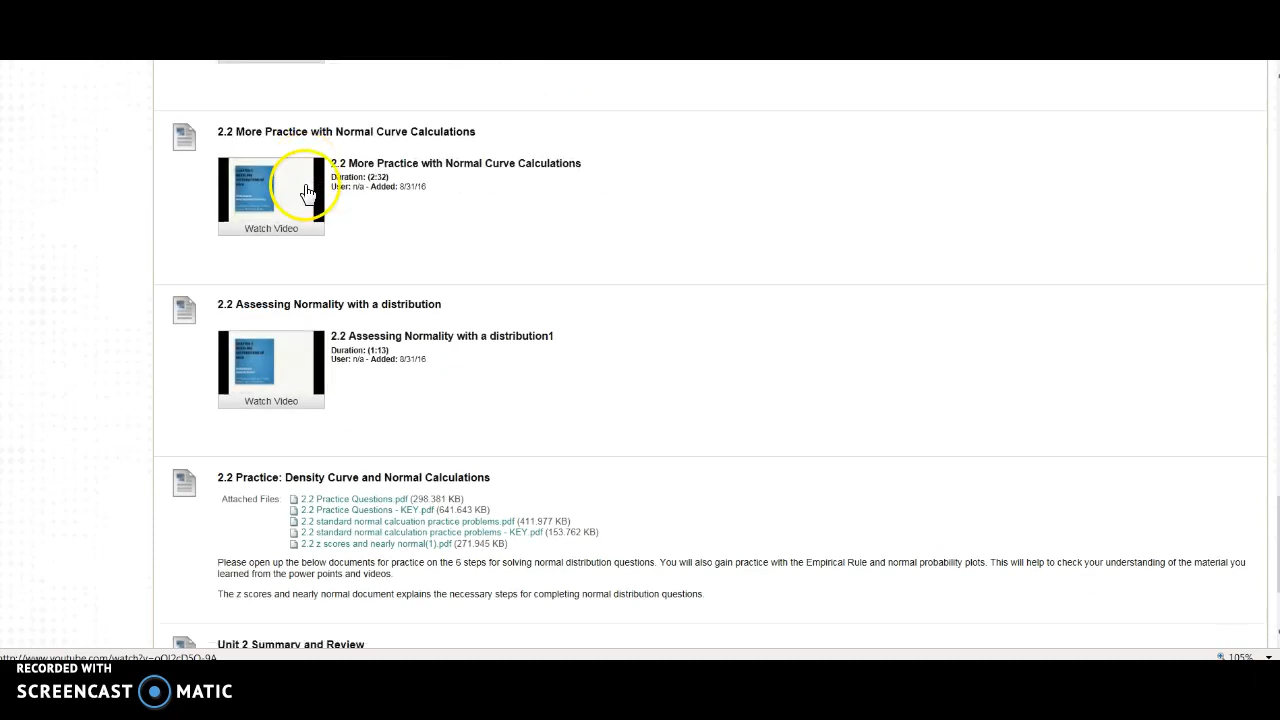 2.2 More Practice with Normal Curve Calculations
2.2 More Practice with Normal Curve Calculations
Duration: (2:32)
User: n/a - Added: 8/31/16
Watch Video
2.2 Assessing Normality with a distribution
2.2 Assessing Normality with a distribution1
Duration: (1:13)
User: n/a - Added: 8/31/16
Watch Video
2.2 Practice: Density Curve and Normal Calculations
Attached Files: 2.2 Practice Questions.pdf (298.381 KB)
2.2 Practice Questions - KEY.pdf (641.643 KB)
2.2 standard normal calcuation practice problems.pdf (411.977 KB)
2.2 standard normal calculation practice problems - KEY.pdf (153.762 KB)
2.2 z scores and nearly normal(1).pdf (271.945 KB)
Please open up the below documents for practice on the 6 steps for solving normal distribution questions. You will also gain practice with the Empirical Rule and normal probability plots. This will help to check your understanding of the material you
learned from the power points and videos.
The z scores and nearly normal document explains the necessary steps for completing normal distribution questions.
Unit 2 Summary and Review
105%
RECORDED WITH
SCREENCAST MATIC